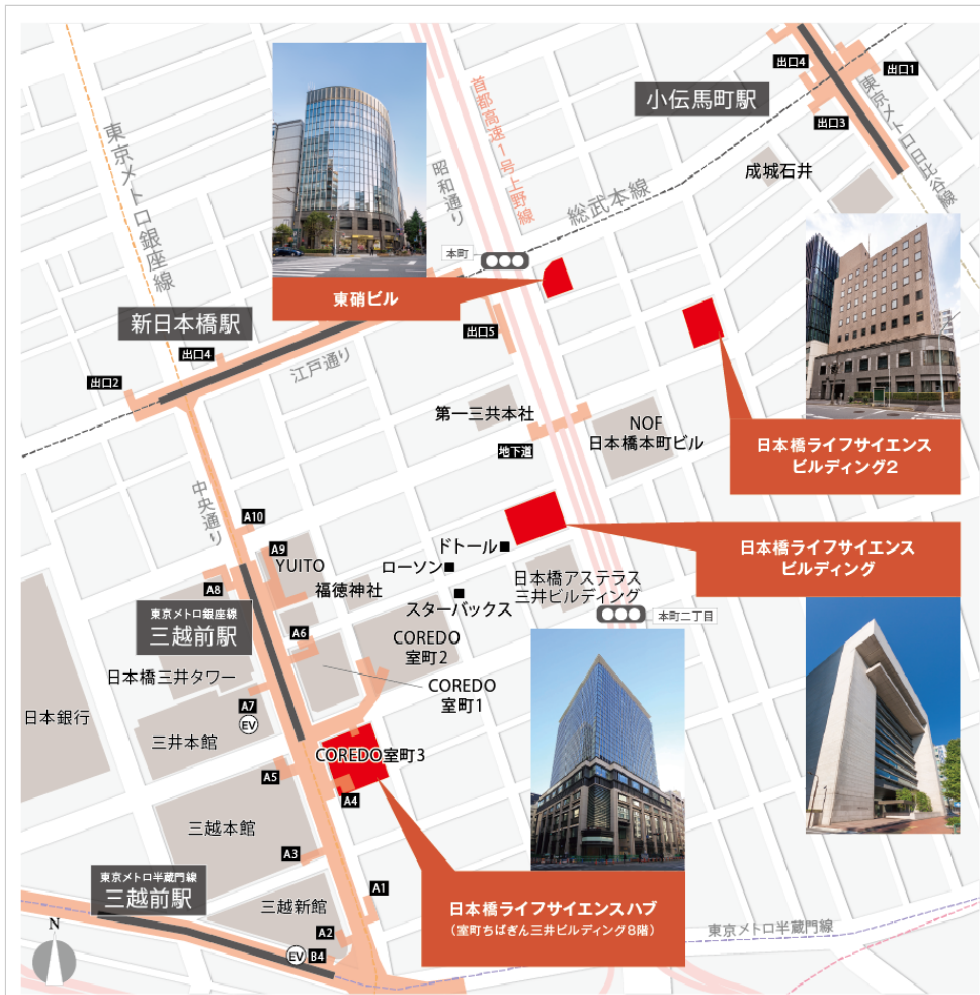 出口4
出口1
小伝馬町駅
出口3
東京メトロ日比谷線
成城石井
首都高速1号上野線
昭和通り
総武本線
東京メトロ銀座線
本町
東硝ビル
新日本橋駅
出口4
出口5
出口2
江戸通り
第一三共本社
NOF
日本橋本町ビル
地下道
日本橋ライフサイエンス
ビルディング2
中央通り
A10
A9
YUITO
ドトール
ローソン
日本橋ライフサイエンス
ビルディング
A8
福徳神社
スターバックス
日本橋アステラス
三井ビルディング
本町二丁目
東京メトロ銀座線
三越前駅
A6
COREDO
室町2
日本橋三井タワー
COREDO
室町1
A7
EV
日本銀行
三井本館
COREDO室町3
A5
A4
三越本館
A3
東京メトロ半蔵門線
三越前駅
A1
三越新館
日本橋ライフサイエンスハブ
(室町ちばぎん三井ビルディング8階)
A2
EV
B4
東京メトロ半蔵門線
N